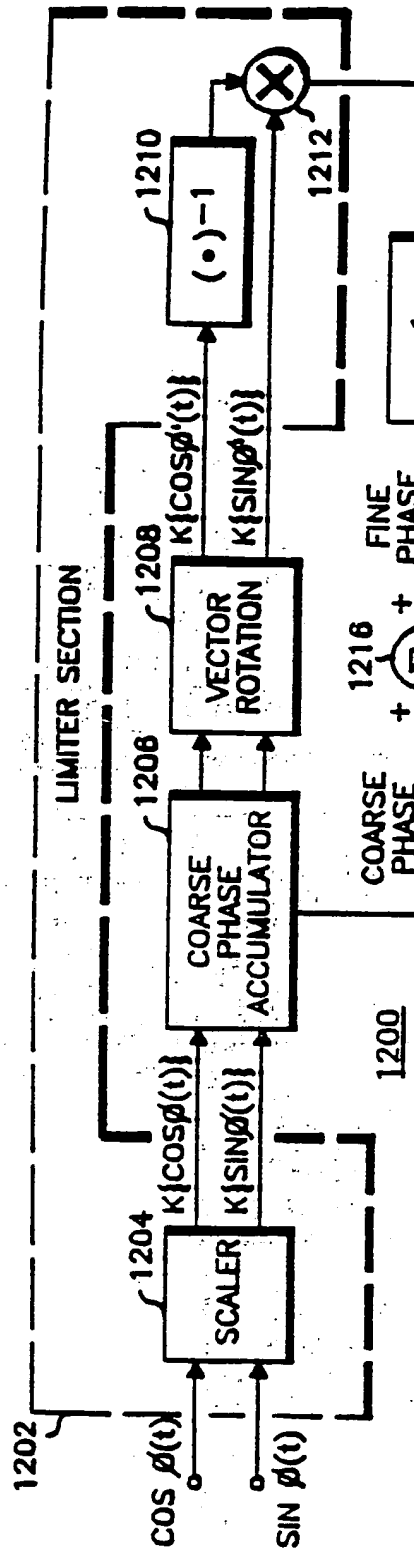 1202
LIMITER SECTION
COS ø(t)
SIN ø(t)
1204
SCALER
K{COSø(t)}
K{SINø(t)}
1206
COARSE
PHASE
ACCUMULATOR
1208
VECTOR
ROTATION
K{COSø'(t)}
K{SINø'(t)}
1210
(•)⁻¹
X
1212
1200
COARSE
PHASE
+
1216
+
FINE
PHASE